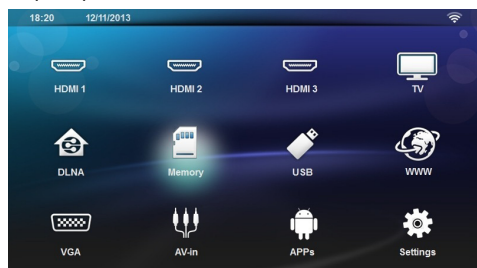 18:20 12/11/2013
HDMI 1 HDMI 2 HDMI 3 TV
DLNA Memory USB WWW
VGA AV-in APPs Settings